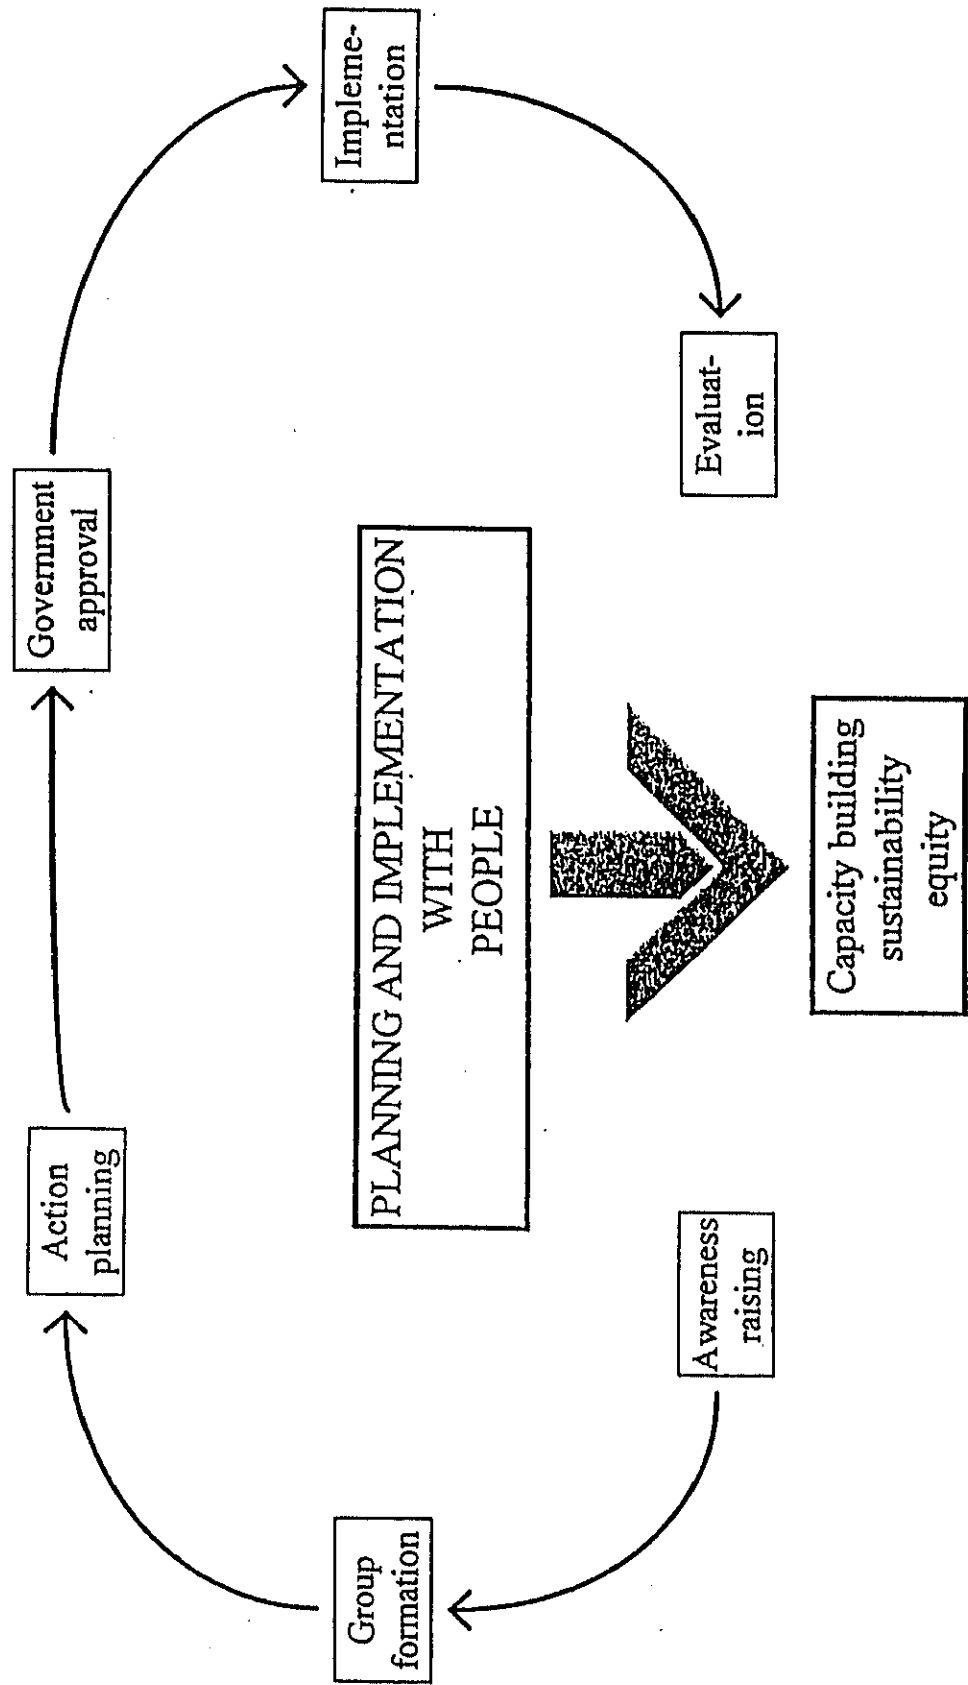 Government
approval
Action
planning
Impleme-
ntation
Group
formation
PLANNING AND IMPLEMENTATION
WITH
PEOPLE
Evaluat-
ion
Awareness
raising
Capacity building
sustainability
equity